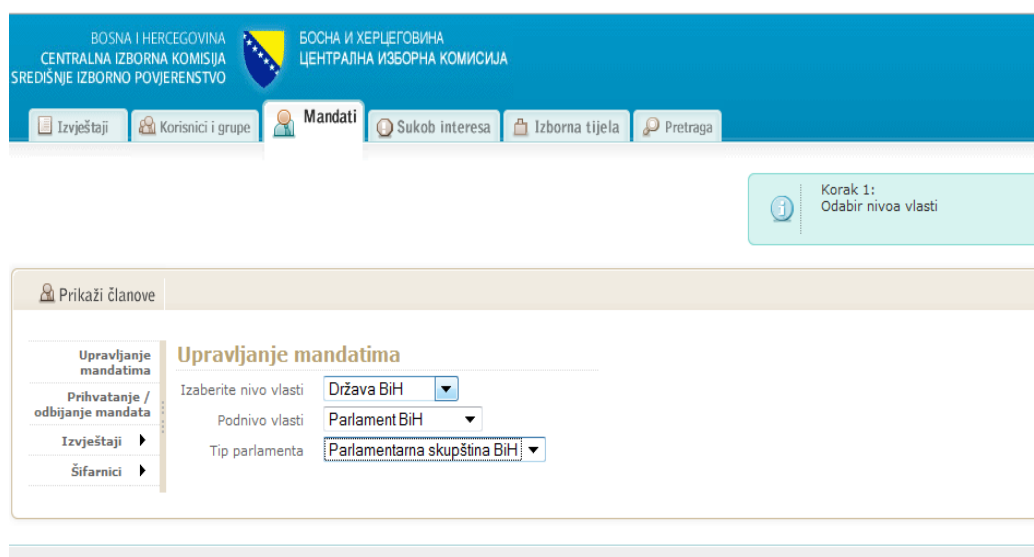 BOSNA I HERCEGOVINA
CENTRALNA IZBORNA KOMISIJA
SREDIŠNJE IZBORNO POVJERENSTVO
БОСНА И ХЕРЦЕГОВИНА
ЦЕНТРАЛНА ИЗБОРНА КОМИСИЈА
Izvještaji
Korisnici i grupe
Mandati
Sukob interesa
Izborna tijela
Pretraga
Korak 1:
Odabir nivoa vlasti
Prikaži članove
Upravljanje
mandatima
Prihvatanje /
odbijanje mandata
Izvještaji
Šifarnici
Upravljanje mandatima
Izaberite nivo vlasti Država BiH
Podnivo vlasti Parlament BiH
Tip parlamenta Parlamentarna skupština BiH